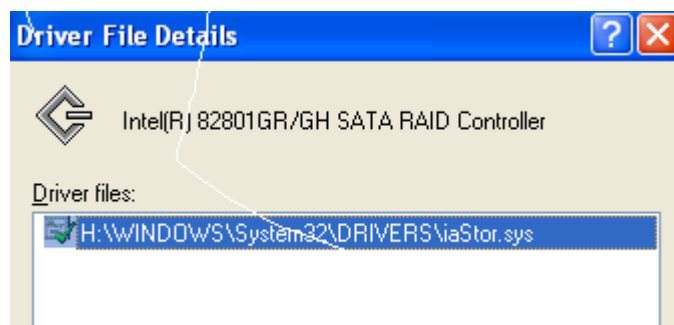 Driver File Details
Intel(R) 82801GR/GH SATA RAID Controller
Driver files:
H:\WINDOWS\System32\DRIVERS\iaStor.sys